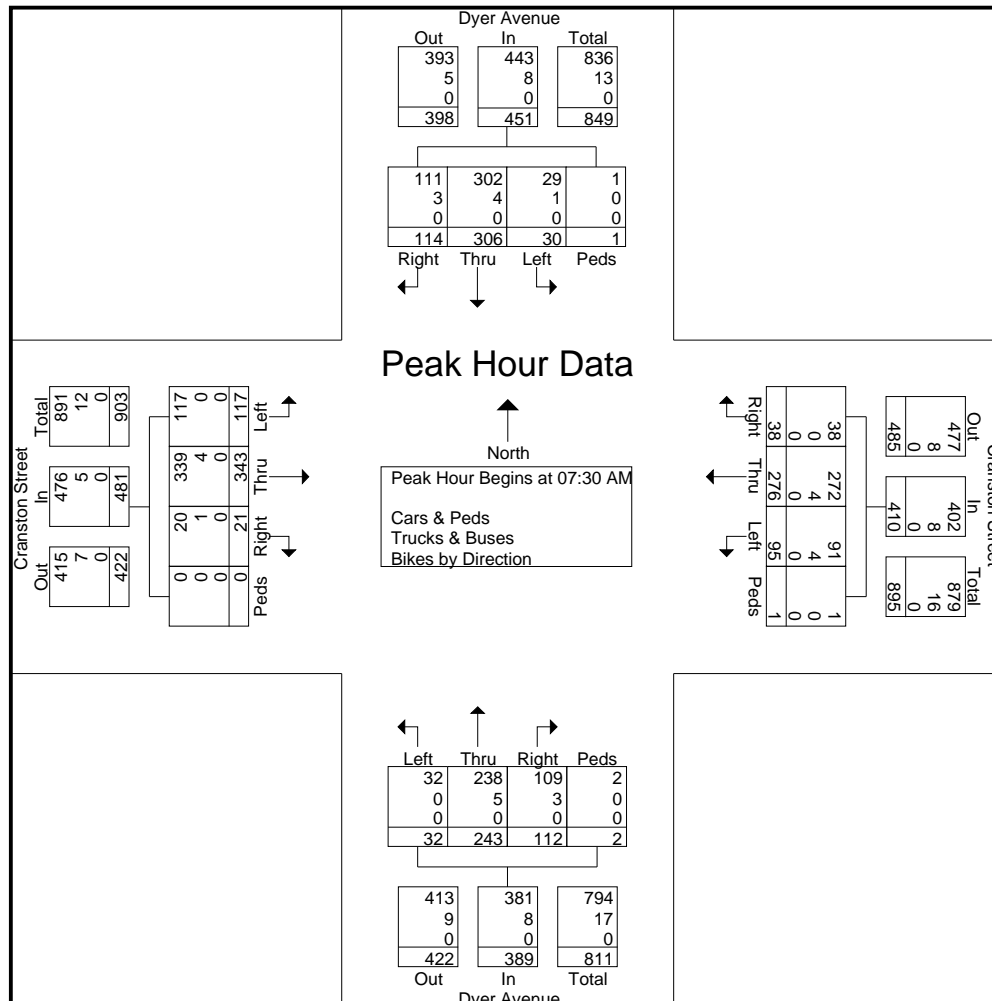 Dyer Avenue
Out In Total
393 443 836
5 8 13
0 0 0
398 451 849
111 302 29 1
3 4 1 0
0 0 0 0
114 306 30 1
Right Thru Left Peds
Peak Hour Data
North
Peak Hour Begins at 07:30 AM
Cars & Peds
Trucks & Buses
Bikes by Direction
Cranston Street
Out In Total
415 476 891
7 5 12
0 0 0
422 481 903
Peds Right Thru Left
0 20 339 117
0 1 4 0
0 0 0 0
0 21 343 117
Cranston Street
Out In Total
477 402 879
8 8 16
0 0 0
485 410 895
38 272 91 1
0 4 4 0
0 0 0 0
38 276 95 1
Right Thru Left Peds
Left Thru Right Peds
32 238 109 2
0 5 3 0
0 0 0 0
32 243 112 2
413 381 794
9 8 17
0 0 0
422 389 811
Out In Total
Dyer Avenue